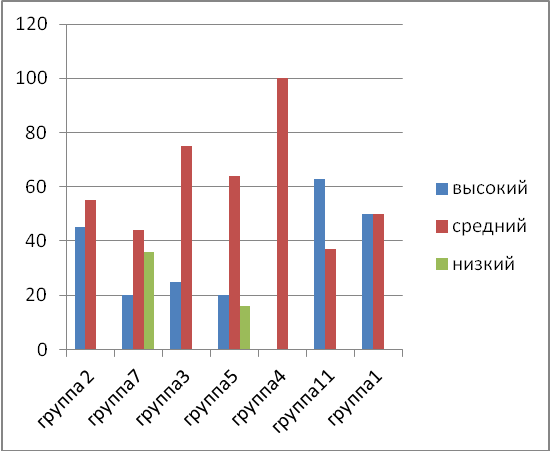 120
100
80
60
40
20
0
группа 2
группа7
группа3
группа5
группа4
группа11
группа1
высокий
средний
низкий